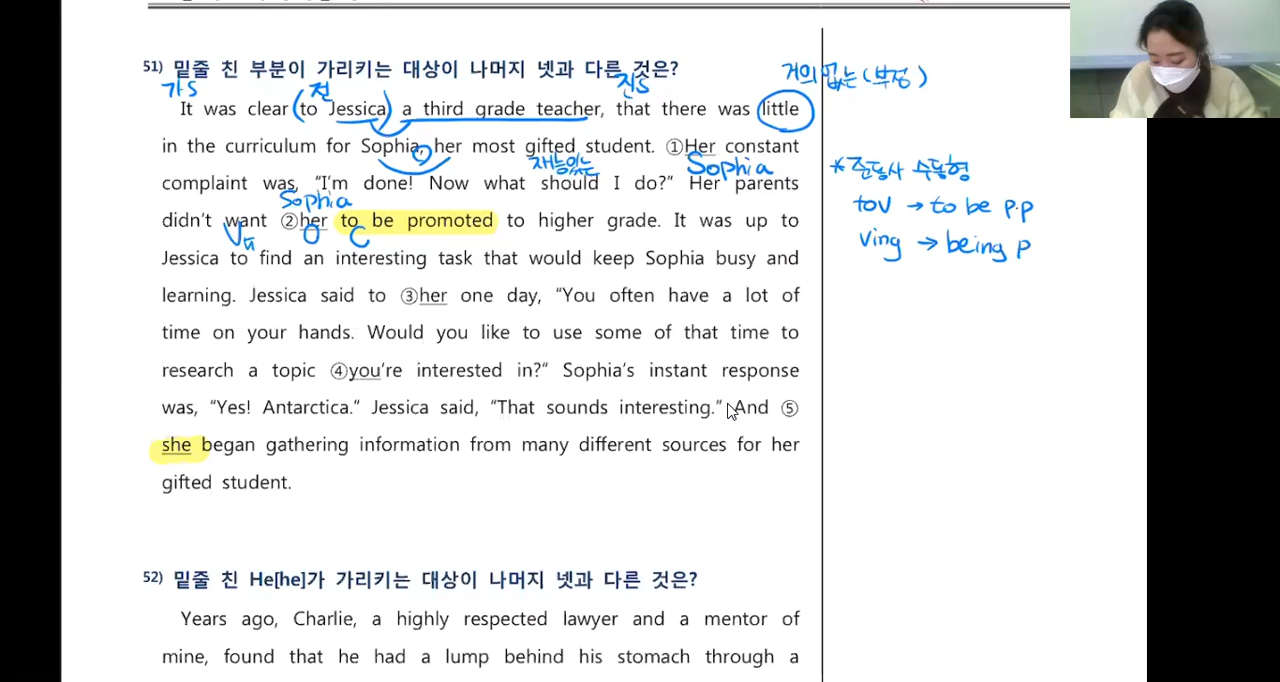 51) 밑줄 친 부분이 가리키는 대상이 나머지 넷과 다른 것은?
가S 전 진S 거의 없는(부정)
It was clear (to Jessica) a third grade teacher, that there was little
in the curriculum for Sophia, her most gifted student. ①Her constant
재능있는 Sophia *준동사 수동형
complaint was, “I’m done! Now what should I do?” Her parents
Sophia toV → to be p.p
didn’t want ②her to be promoted to higher grade. It was up to
V O C Ving → being p
Jessica to find an interesting task that would keep Sophia busy and
learning. Jessica said to ③her one day, “You often have a lot of
time on your hands. Would you like to use some of that time to
research a topic ④you’re interested in?” Sophia’s instant response
was, “Yes! Antarctica.” Jessica said, “That sounds interesting.” And ⑤
she began gathering information from many different sources for her
gifted student.
52) 밑줄 친 He[he]가 가리키는 대상이 나머지 넷과 다른 것은?
Years ago, Charlie, a highly respected lawyer and a mentor of
mine, found that he had a lump behind his stomach through a